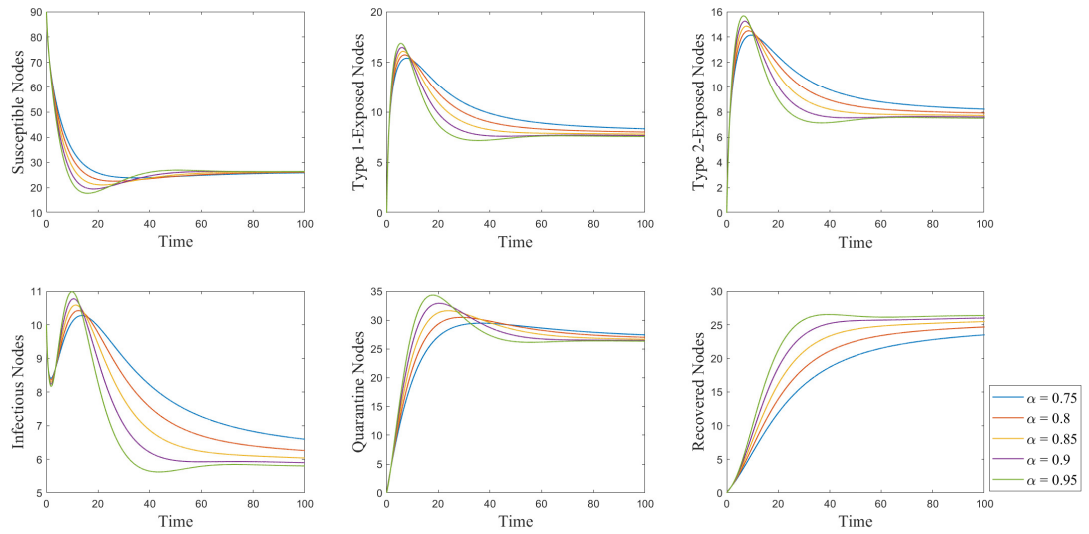 90
80
70
60
50
40
30
20
10
0 20 40 60 80 100
Susceptible Nodes
Time
20
15
10
5
0
0 20 40 60 80 100
Type 1-Exposed Nodes
Time
16
14
12
10
8
6
4
2
0
0 20 40 60 80 100
Type 2-Exposed Nodes
Time
11
10
9
8
7
6
5
0 20 40 60 80 100
Infectious Nodes
Time
35
30
25
20
15
10
5
0
0 20 40 60 80 100
Quarantine Nodes
Time
30
25
20
15
10
5
0
0 20 40 60 80 100
Recovered Nodes
Time
α = 0.75
α = 0.8
α = 0.85
α = 0.9
α = 0.95